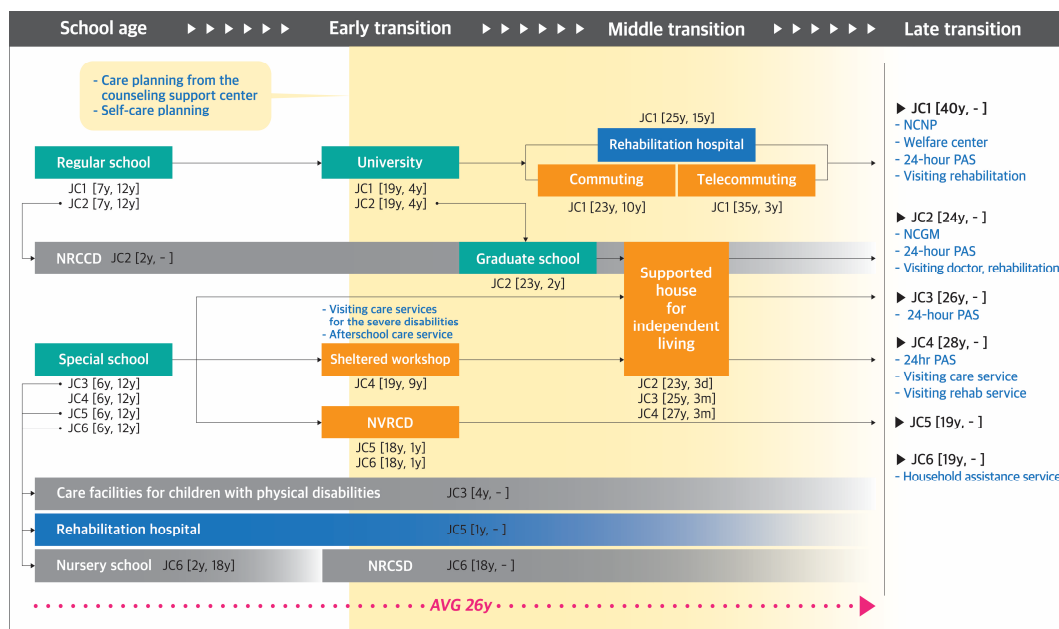 School age
Early transition
Middle transition
Late transition
- Care planning from the
counseling support center
- Self-care planning
Regular school
JC1 [7y, 12y]
JC2 [7y, 12y]
University
JC1 [19y, 4y]
JC2 [19y, 4y]
JC1 [25y, 15y]
Rehabilitation hospital
Commuting
Telecommuting
JC1 [23y, 10y]
JC1 [35y, 3y]
NRCCD JC2 [2y, - ]
Graduate school
JC2 [23y, 2y]
Supported
house
for
independent
living
JC2 [23y, 3d]
JC3 [25y, 3m]
JC4 [27y, 3m]
- Visiting care services
for the severe disabilities
- Afterschool care service
Special school
JC3 [6y, 12y]
JC4 [6y, 12y]
JC5 [6y, 12y]
JC6 [6y, 12y]
Sheltered workshop
JC4 [19y, 9y]
NVRCD
JC5 [18y, 1y]
JC6 [18y, 1y]
Care facilities for children with physical disabilities JC3 [4y, - ]
Rehabilitation hospital JC5 [1y, - ]
Nursery school JC6 [2y, 18y]
NRCSD JC6 [18y, - ]
AVG 26y
▶ JC1 [40y, - ]
- NCNP
- Welfare center
- 24-hour PAS
- Visiting rehabilitation
▶ JC2 [24y, - ]
- NCGM
- 24-hour PAS
- Visiting doctor, rehabilitation
▶ JC3 [26y, - ]
- 24-hour PAS
▶ JC4 [28y, - ]
- 24hr PAS
- Visiting care service
- Visiting rehab service
▶ JC5 [19y, - ]
▶ JC6 [19y, - ]
- Household assistance service